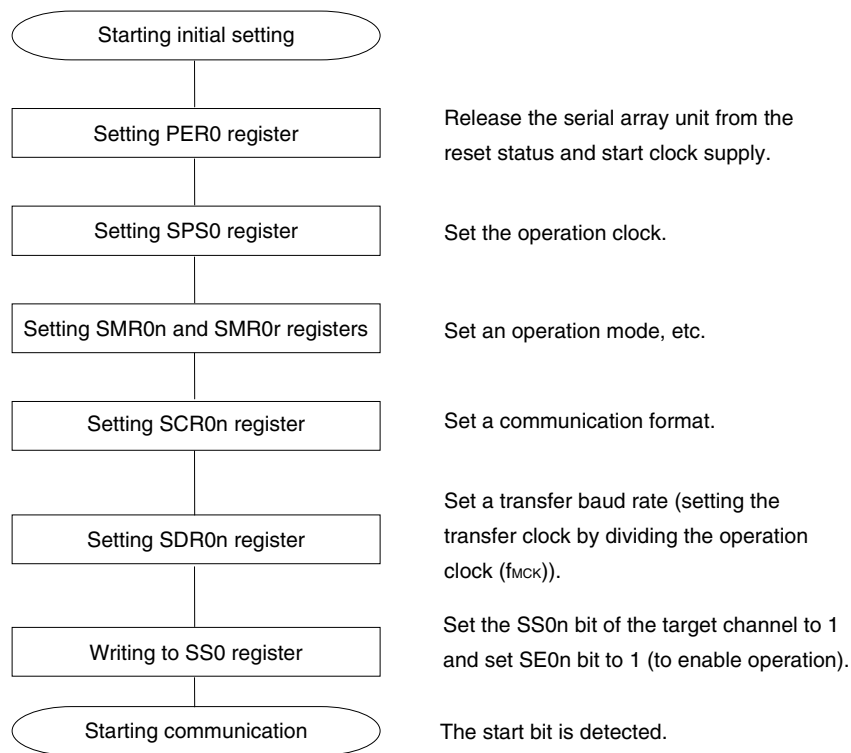 Starting initial setting
Setting PER0 register
Release the serial array unit from the
reset status and start clock supply.
Setting SPS0 register
Set the operation clock.
Setting SMR0n and SMR0r registers
Set an operation mode, etc.
Setting SCR0n register
Set a communication format.
Setting SDR0n register
Set a transfer baud rate (setting the
transfer clock by dividing the operation
clock (fMCK)).
Writing to SS0 register
Set the SS0n bit of the target channel to 1
and set SE0n bit to 1 (to enable operation).
Starting communication
The start bit is detected.